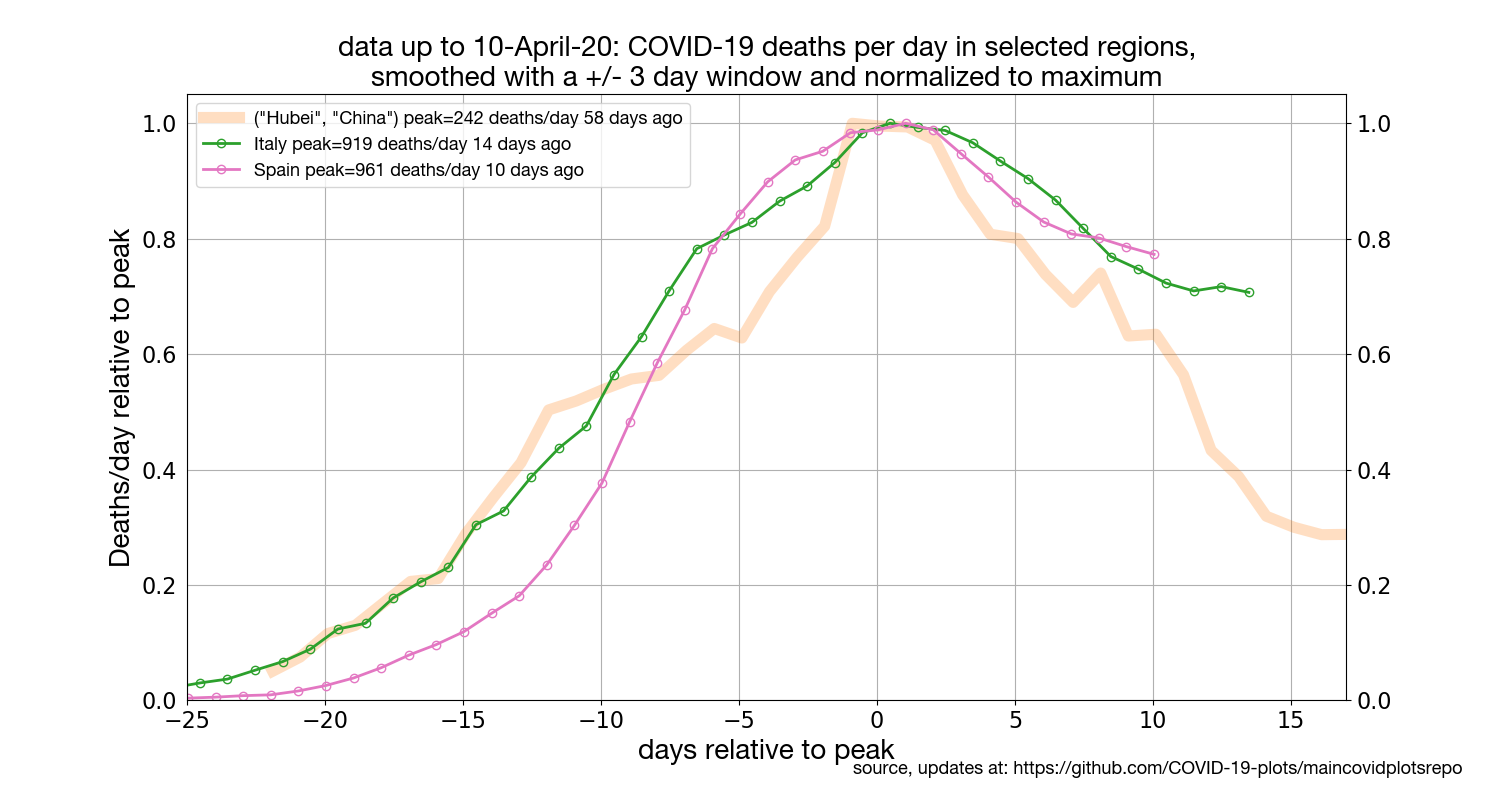 data up to 10-April-20: COVID-19 deaths per day in selected regions,
smoothed with a +/- 3 day window and normalized to maximum
("Hubei", "China") peak=242 deaths/day 58 days ago
Italy peak=919 deaths/day 14 days ago
Spain peak=961 deaths/day 10 days ago
Deaths/day relative to peak
1.0 1.0
0.8 0.8
0.6 0.6
0.4 0.4
0.2 0.2
0.0 0.0
−25 −20 −15 −10 −5 0 5 10 15
days relative to peak
source, updates at: https://github.com/COVID-19-plots/maincovidplotsrepo